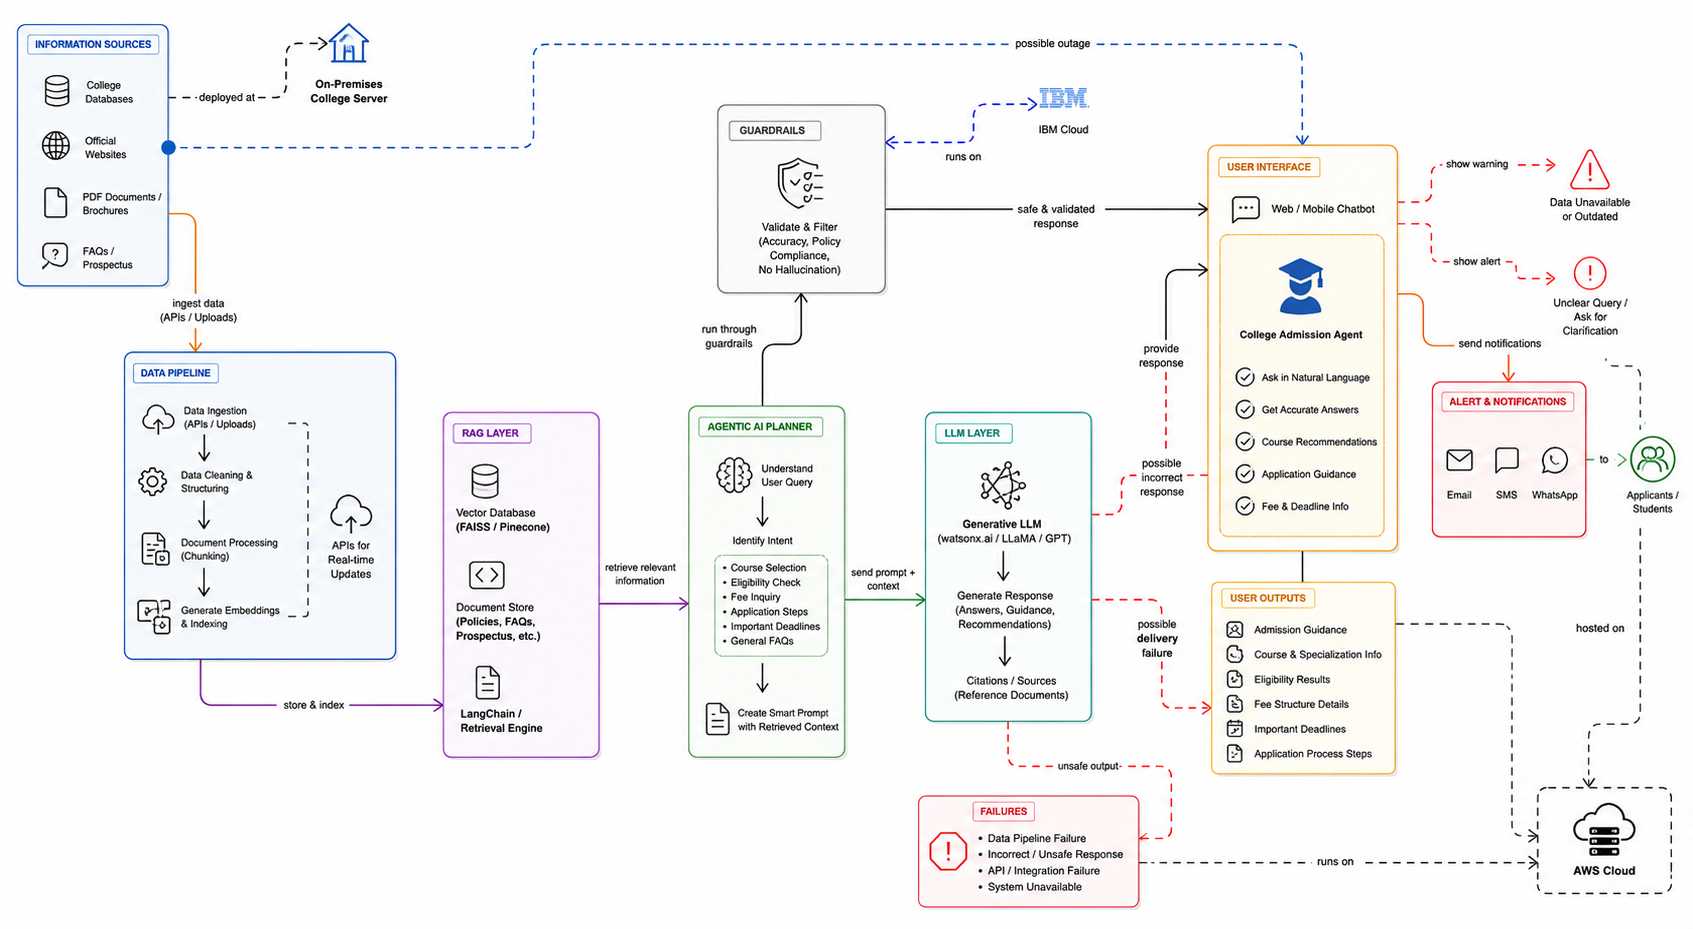 INFORMATION SOURCES
College
Databases
Official
Websites
PDF Documents /
Brochures
FAQs /
Prospectus
deployed at
On-Premises
College Server
possible outage
ingest data
(APIs / Uploads)
DATA PIPELINE
Data Ingestion
(APIs / Uploads)
Data Cleaning &
Structuring
Document Processing
(Chunking)
Generate Embeddings
& Indexing
APIs for
Real-time
Updates
store & index
RAG LAYER
Vector Database
(FAISS / Pinecone)
Document Store
(Policies, FAQs,
Prospectus, etc.)
LangChain /
Retrieval Engine
retrieve relevant
information
GUARDRAILS
Validate & Filter
(Accuracy, Policy
Compliance,
No Hallucination)
IBM
IBM Cloud
runs on
safe & validated
response
run through
guardrails
AGENTIC AI PLANNER
Understand
User Query
Identify Intent
• Course Selection
• Eligibility Check
• Fee Inquiry
• Application Steps
• Important Deadlines
• General FAQs
Create Smart Prompt
with Retrieved Context
send prompt +
context
LLM LAYER
Generative LLM
(watsonx.ai / LLaMA / GPT)
Generate Response
(Answers, Guidance,
Recommendations)
Citations / Sources
(Reference Documents)
provide
response
possible
incorrect
response
possible
delivery
failure
unsafe output
FAILURES
• Data Pipeline Failure
• Incorrect / Unsafe Response
• API / Integration Failure
• System Unavailable
runs on
USER INTERFACE
Web / Mobile Chatbot
College Admission Agent
Ask in Natural Language
Get Accurate Answers
Course Recommendations
Application Guidance
Fee & Deadline Info
USER OUTPUTS
Admission Guidance
Course & Specialization Info
Eligibility Results
Fee Structure Details
Important Deadlines
Application Process Steps
show warning
Data Unavailable
or Outdated
show alert
Unclear Query /
Ask for
Clarification
send notifications
ALERT & NOTIFICATIONS
Email
SMS
WhatsApp
to
Applicants /
Students
hosted on
AWS Cloud